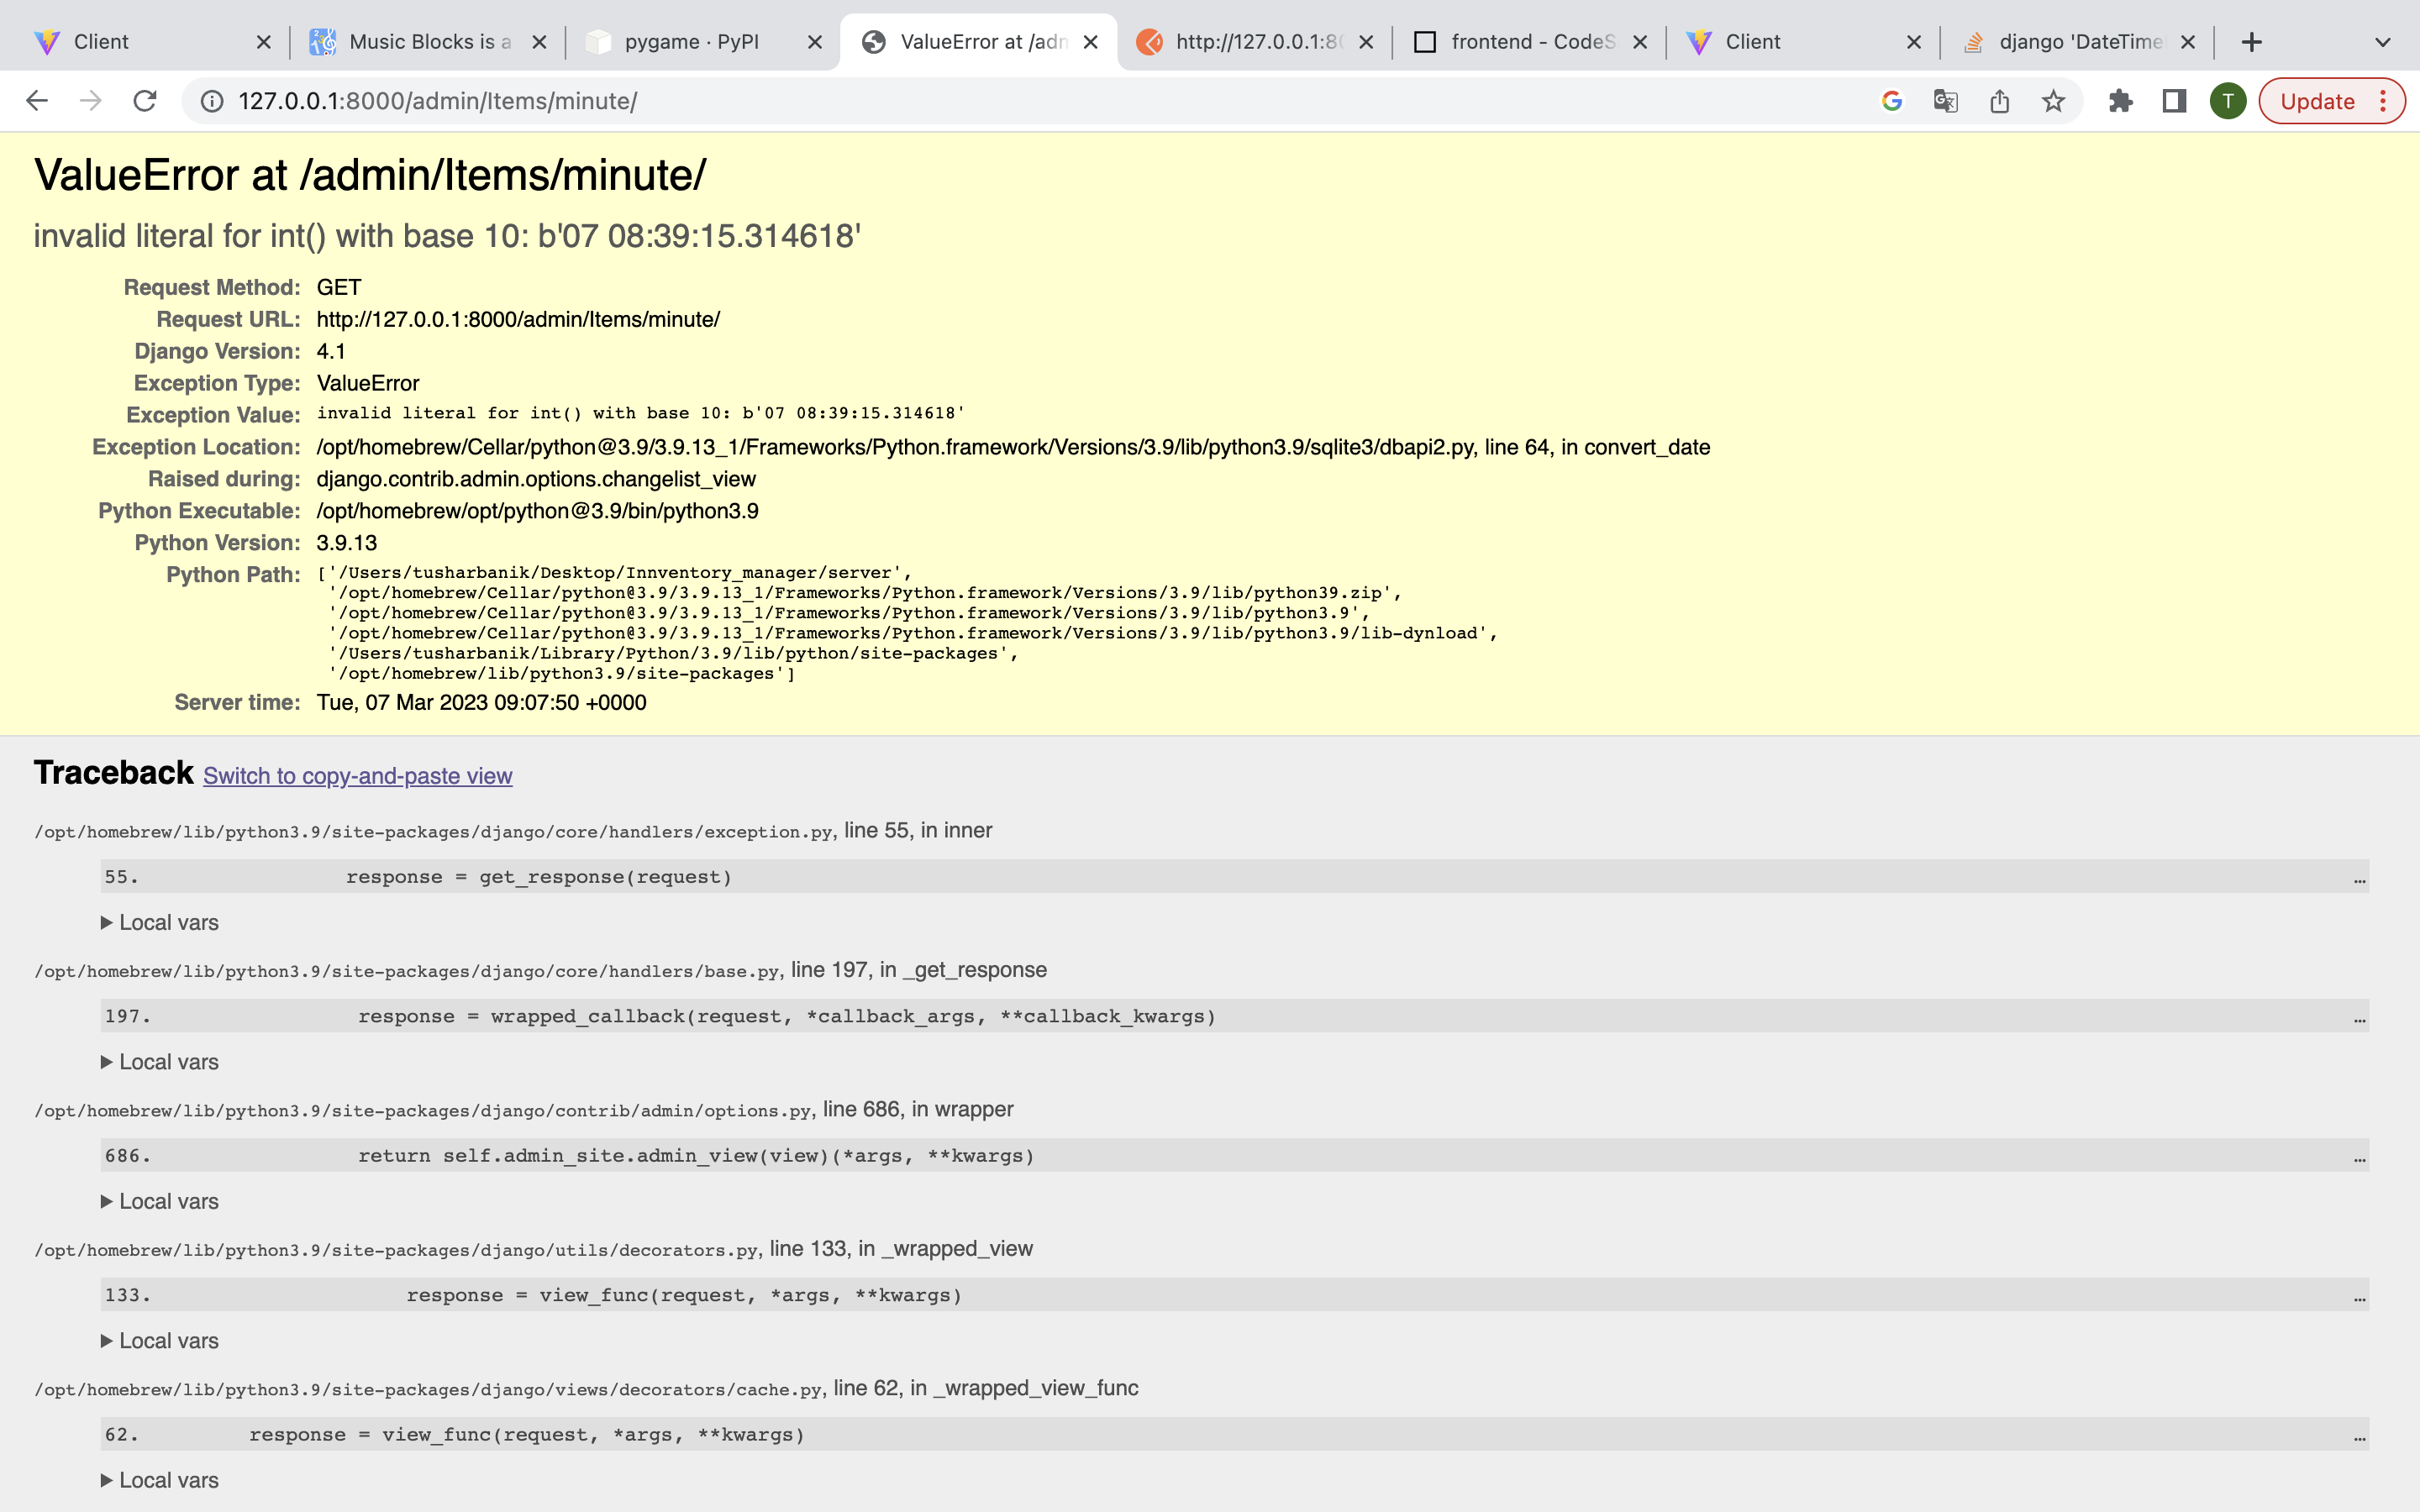 Client
Music Blocks is a
pygame · PyPI
ValueError at /adm
http://127.0.0.1:80
frontend - CodeS
Client
django 'DateTime
127.0.0.1:8000/admin/Items/minute/
T
Update
ValueError at /admin/Items/minute/
invalid literal for int() with base 10: b'07 08:39:15.314618'
Request Method: GET
Request URL: http://127.0.0.1:8000/admin/Items/minute/
Django Version: 4.1
Exception Type: ValueError
Exception Value: invalid literal for int() with base 10: b'07 08:39:15.314618'
Exception Location: /opt/homebrew/Cellar/python@3.9/3.9.13_1/Frameworks/Python.framework/Versions/3.9/lib/python3.9/sqlite3/dbapi2.py, line 64, in convert_date
Raised during: django.contrib.admin.options.changelist_view
Python Executable: /opt/homebrew/opt/python@3.9/bin/python3.9
Python Version: 3.9.13
Python Path: ['/Users/tusharbanik/Desktop/Innventory_manager/server',
'/opt/homebrew/Cellar/python@3.9/3.9.13_1/Frameworks/Python.framework/Versions/3.9/lib/python39.zip',
'/opt/homebrew/Cellar/python@3.9/3.9.13_1/Frameworks/Python.framework/Versions/3.9/lib/python3.9',
'/opt/homebrew/Cellar/python@3.9/3.9.13_1/Frameworks/Python.framework/Versions/3.9/lib/python3.9/lib-dynload',
'/Users/tusharbanik/Library/Python/3.9/lib/python/site-packages',
'/opt/homebrew/lib/python3.9/site-packages']
Server time: Tue, 07 Mar 2023 09:07:50 +0000
Traceback Switch to copy-and-paste view
/opt/homebrew/lib/python3.9/site-packages/django/core/handlers/exception.py, line 55, in inner
55. response = get_response(request) …
Local vars
/opt/homebrew/lib/python3.9/site-packages/django/core/handlers/base.py, line 197, in _get_response
197. response = wrapped_callback(request, *callback_args, **callback_kwargs) …
Local vars
/opt/homebrew/lib/python3.9/site-packages/django/contrib/admin/options.py, line 686, in wrapper
686. return self.admin_site.admin_view(view)(*args, **kwargs) …
Local vars
/opt/homebrew/lib/python3.9/site-packages/django/utils/decorators.py, line 133, in _wrapped_view
133. response = view_func(request, *args, **kwargs) …
Local vars
/opt/homebrew/lib/python3.9/site-packages/django/views/decorators/cache.py, line 62, in _wrapped_view_func
62. response = view_func(request, *args, **kwargs) …
Local vars